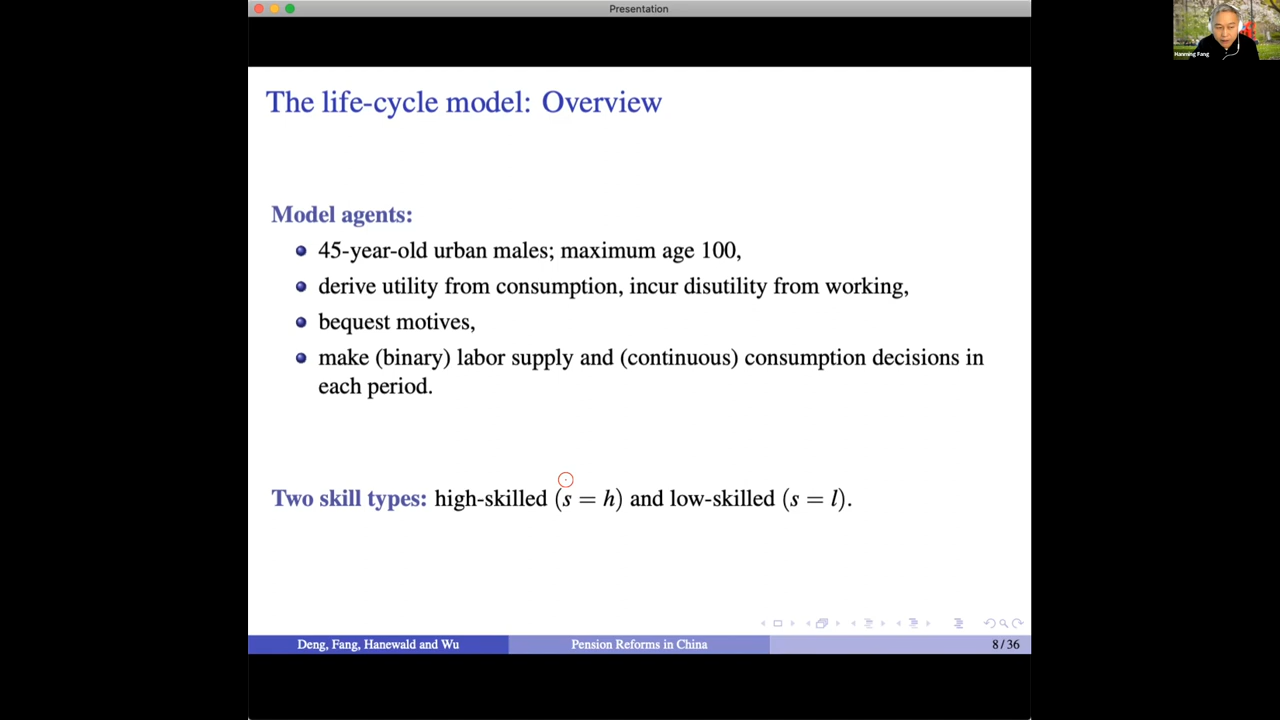 Presentation
Hanming Fang
The life-cycle model: Overview
Model agents:
45-year-old urban males; maximum age 100,
derive utility from consumption, incur disutility from working,
bequest motives,
make (binary) labor supply and (continuous) consumption decisions in
each period.
Two skill types: high-skilled (s = h) and low-skilled (s = l).
Deng, Fang, Hanewald and Wu
Pension Reforms in China
8 / 36